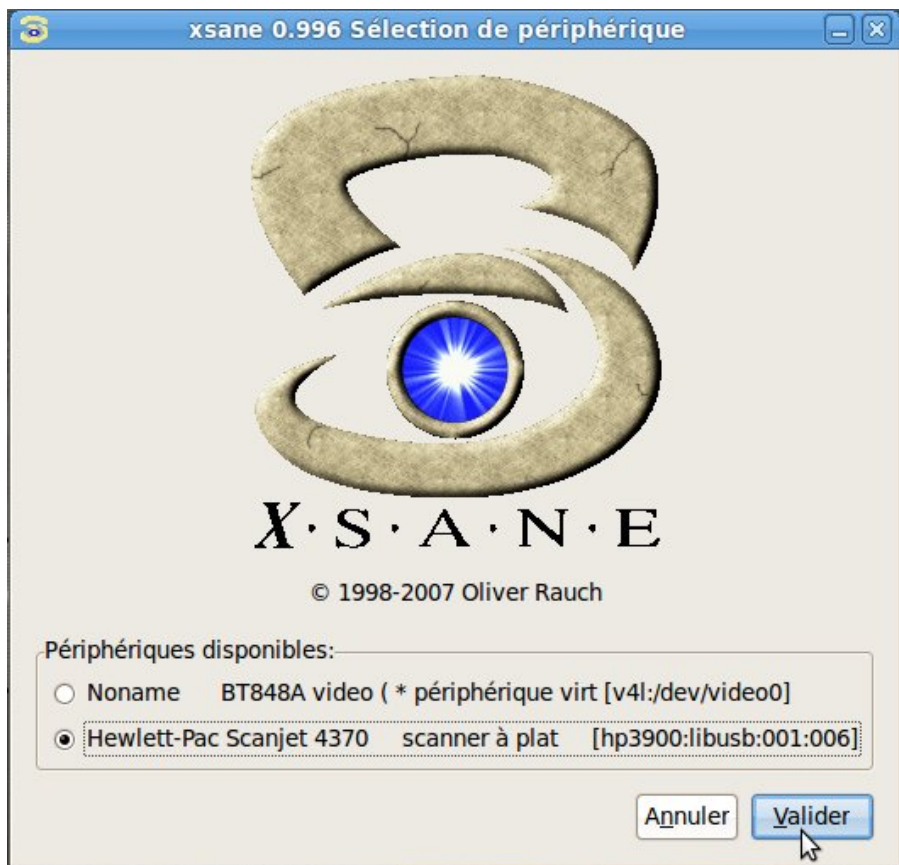 xsane 0.996 Sélection de périphérique
X·S·A·N·E
© 1998-2007 Oliver Rauch
Périphériques disponibles:
Noname BT848A video ( * périphérique virt [v4l:/dev/video0]
Hewlett-Pac Scanjet 4370 scanner à plat [hp3900:libusb:001:006]
Annuler Valider